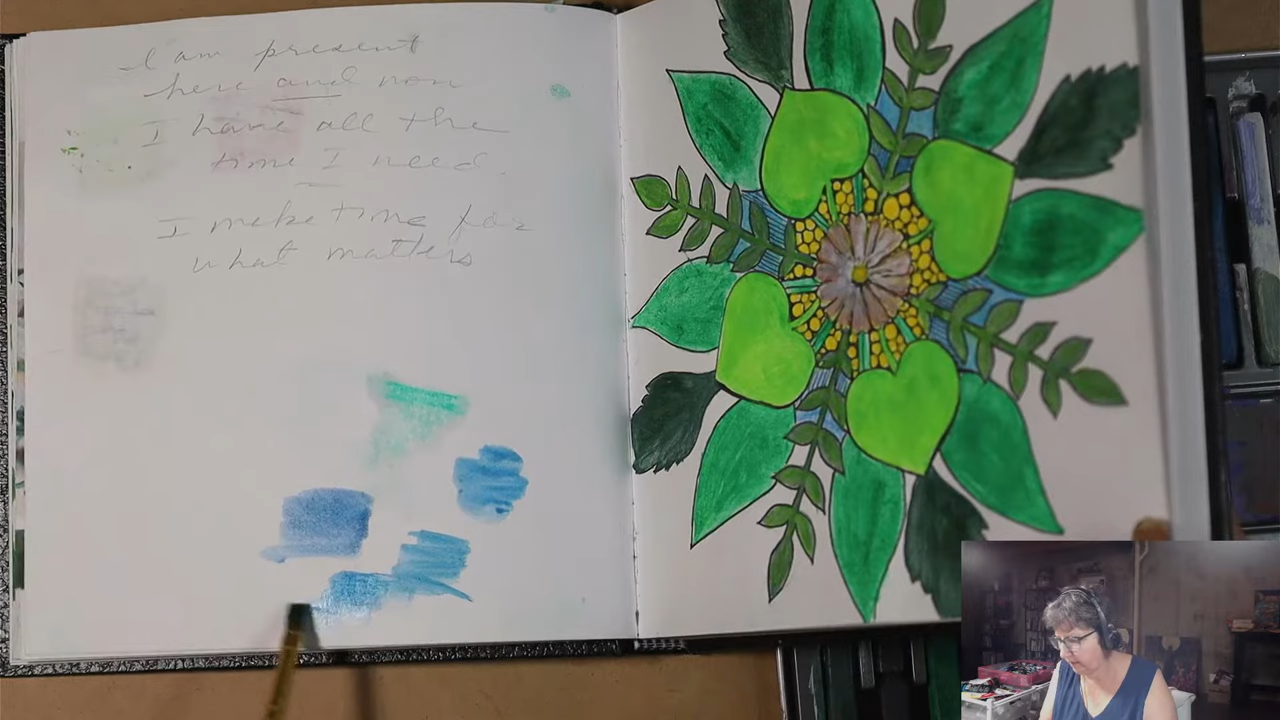 I am present
here and now
I have all the
time I need.
I make time for
what matters